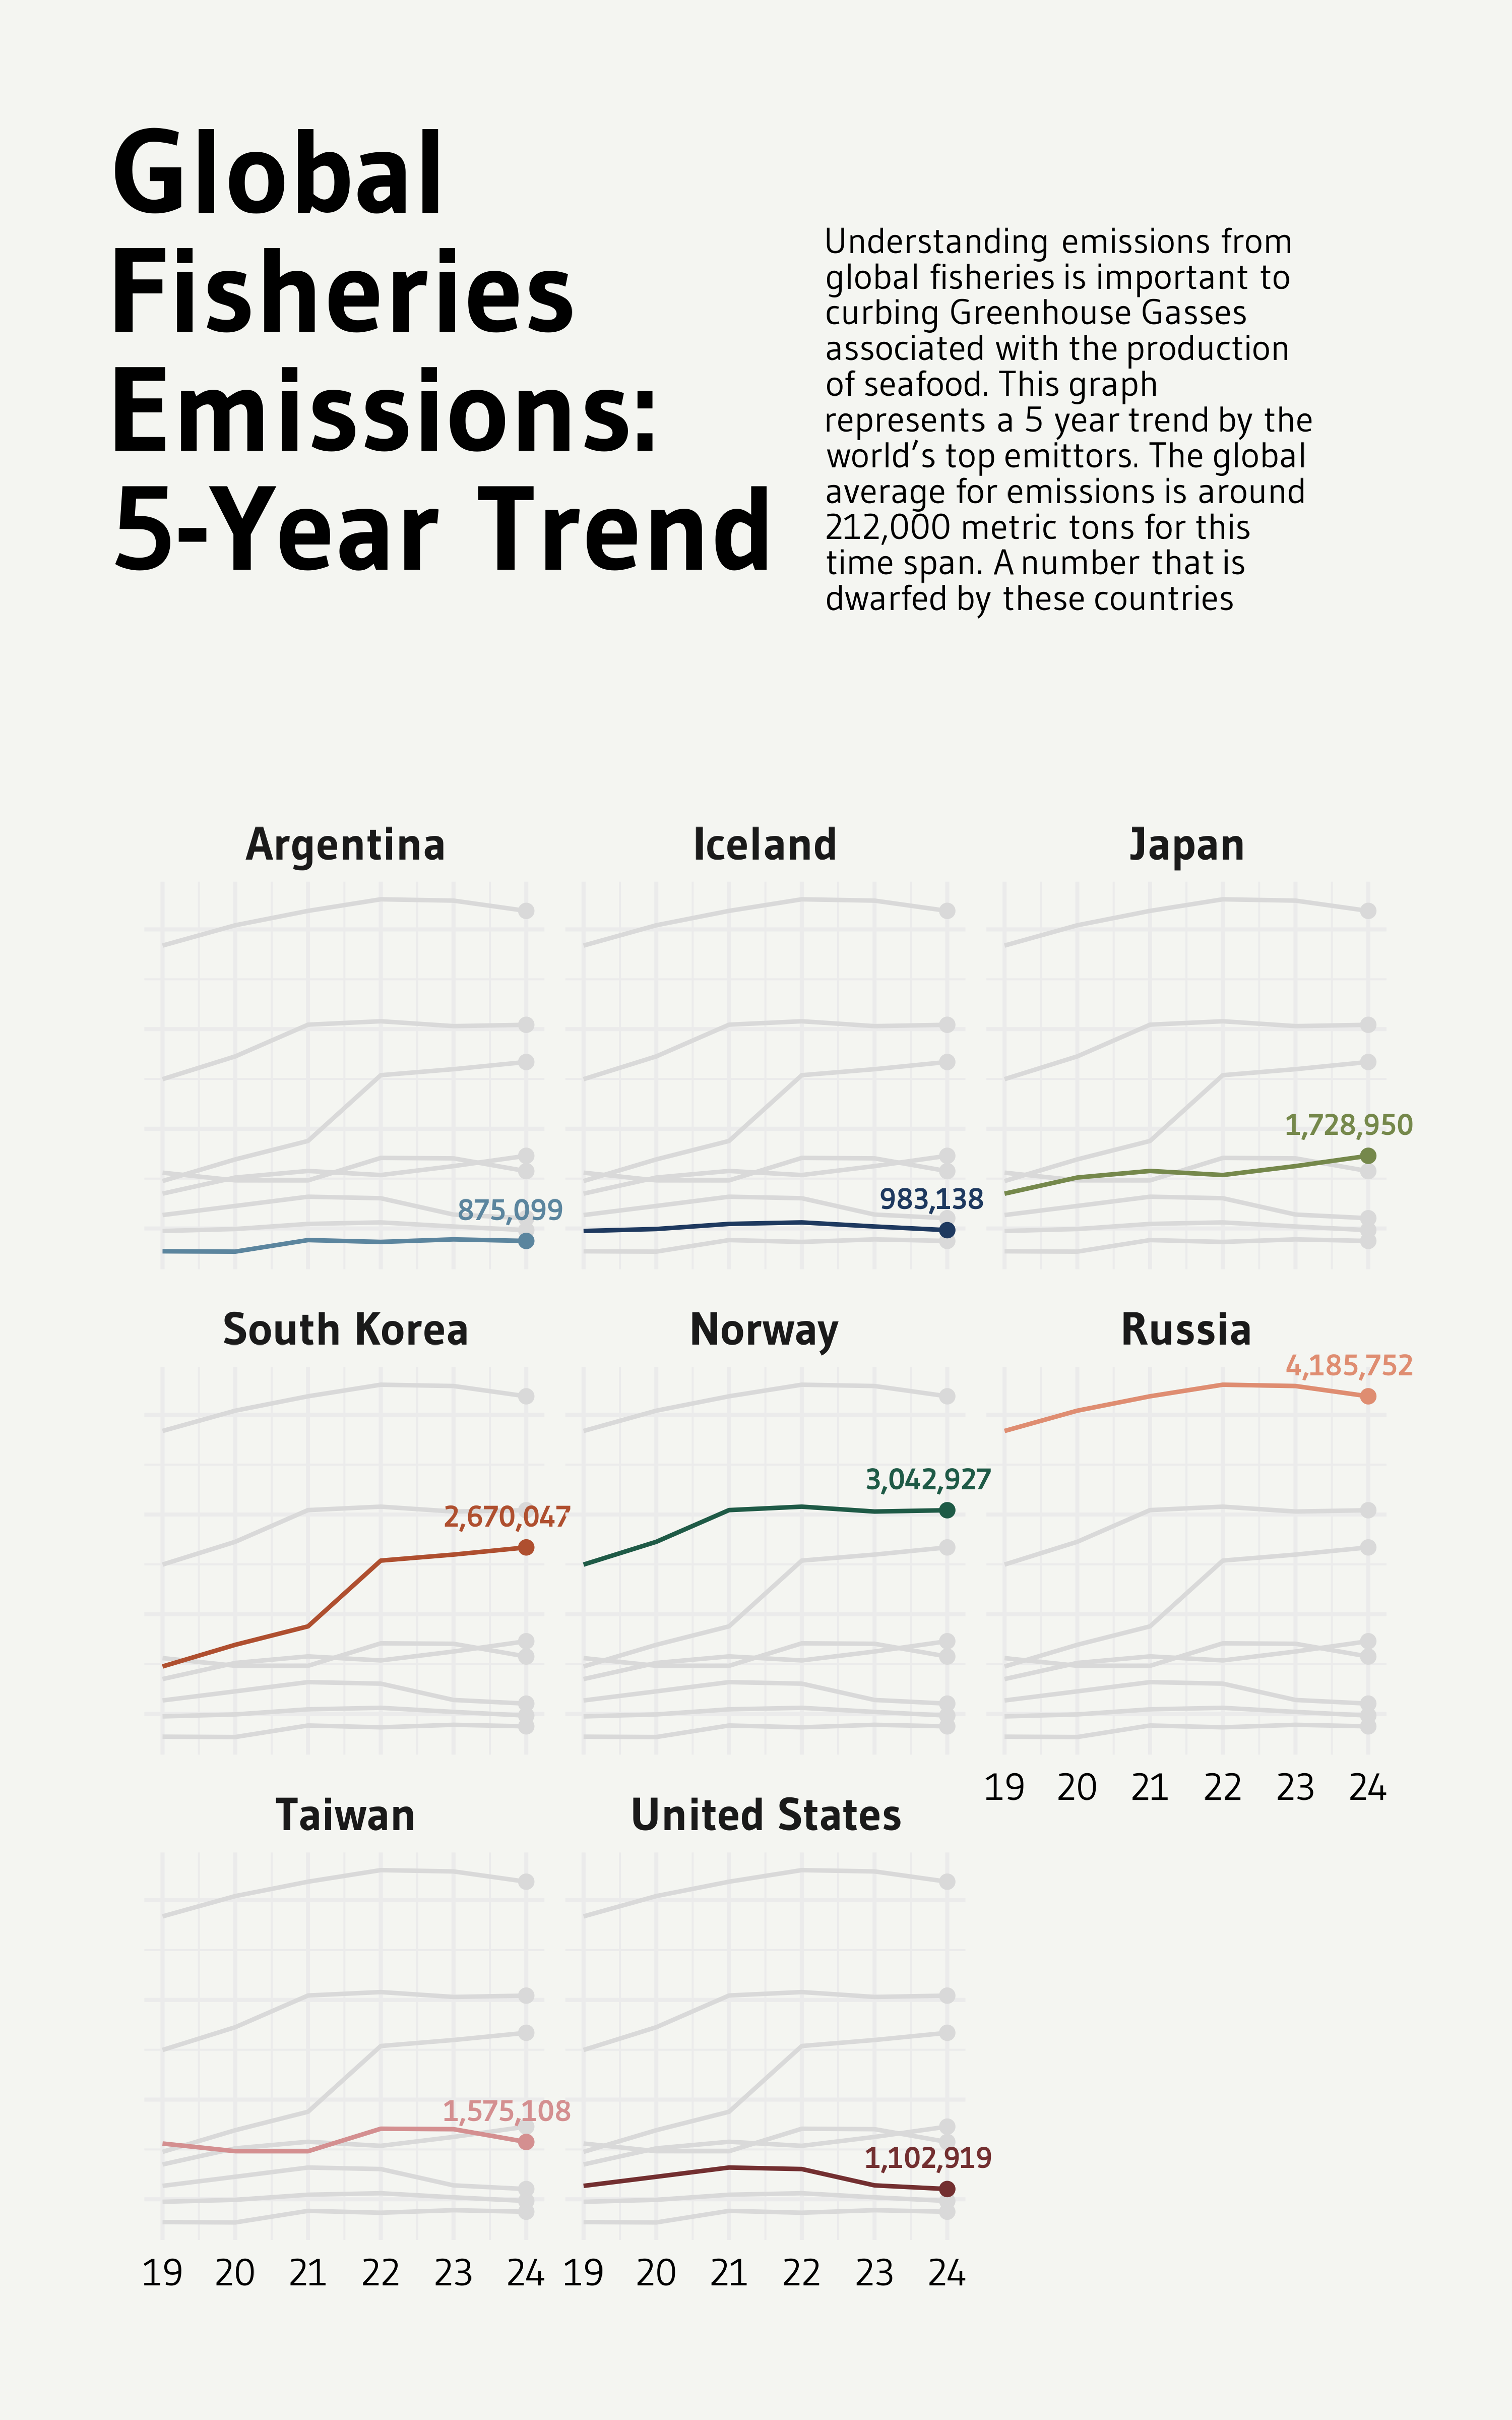 Global
Fisheries
Emissions:
5-Year Trend
Understanding emissions from
global fisheries is important to
curbing Greenhouse Gasses
associated with the production
of seafood. This graph
represents a 5 year trend by the
world’s top emittors. The global
average for emissions is around
212,000 metric tons for this
time span. A number that is
dwarfed by these countries
Argentina
Iceland
Japan
875,099
983,138
1,728,950
South Korea
Norway
Russia
2,670,047
3,042,927
4,185,752
19 20 21 22 23 24
Taiwan
United States
1,575,108
1,102,919
19 20 21 22 23 24
19 20 21 22 23 24